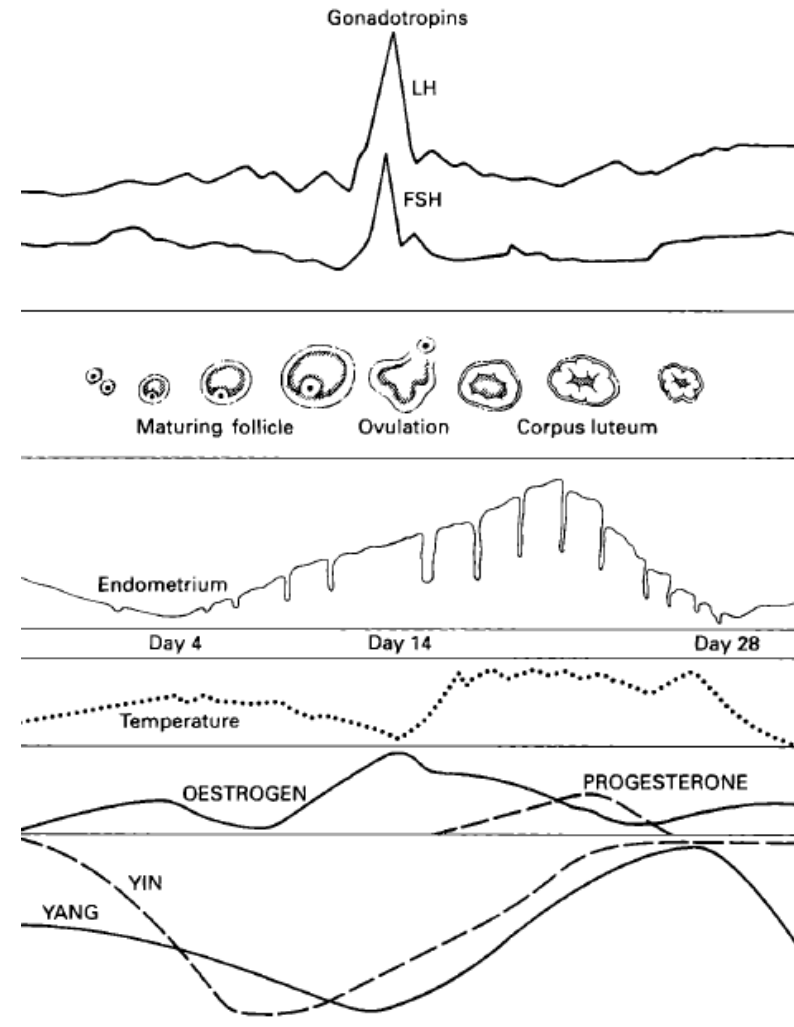 Gonadotropins
LH
FSH
Maturing follicle Ovulation Corpus luteum
Endometrium
Day 4 Day 14 Day 28
Temperature
OESTROGEN PROGESTERONE
YIN
YANG